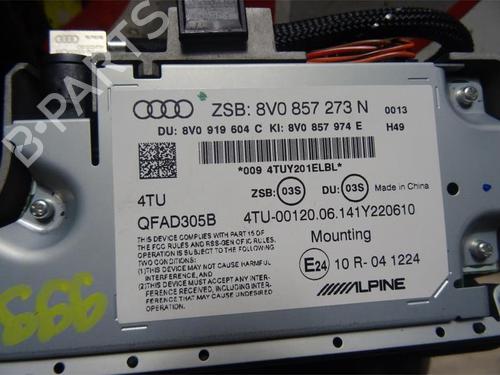 B-PARTS
ZSB: 8V0 857 273 N 0013
DU: 8V0 919 604 C KI: 8V0 857 974 E H49
*009 4TUY201ELBL*
4TU ZSB: 03S DU: 03S Made in China
QFAD305B 4TU-00120.06.141Y220610
THIS DEVICE COMPLIES WITH PART 15 OF
THE FCC RULES AND RSS-GEN OF IC RULES.
OPERATION IS SUBJECT TO THE FOLLOWING
TWO CONDITIONS:
(1)THIS DEVICE MAY NOT CAUSE HARMFUL
INTERFERENCE, AND
(2)THIS DEVICE MUST ACCEPT ANY
INTERFERENCE RECEIVED, INCLUDING
INTERFERENCE THAT MAY CAUSE UNDESIRED
OPERATION.
Mounting
E24 10 R-04 1224
ALPINE